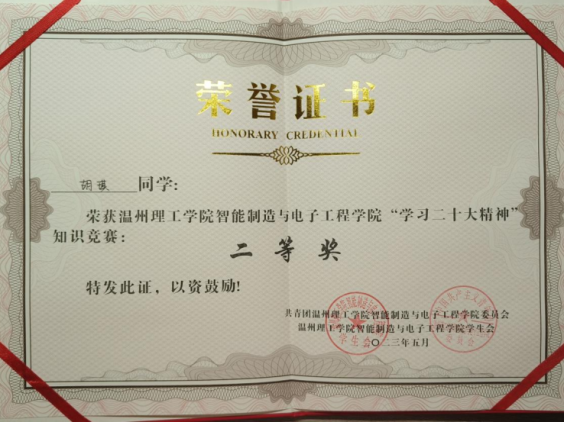 荣誉证书
HONORARY CREDENTIAL
同学:
荣获温州理工学院智能制造与电子工程学院“学习二十大精神”
知识竞赛:
二等奖
特发此证，以资鼓励!
共青团温州理工学院智能制造与电子工程学院委员会
温州理工学院智能制造与电子工程学院学生会
二〇二三年五月